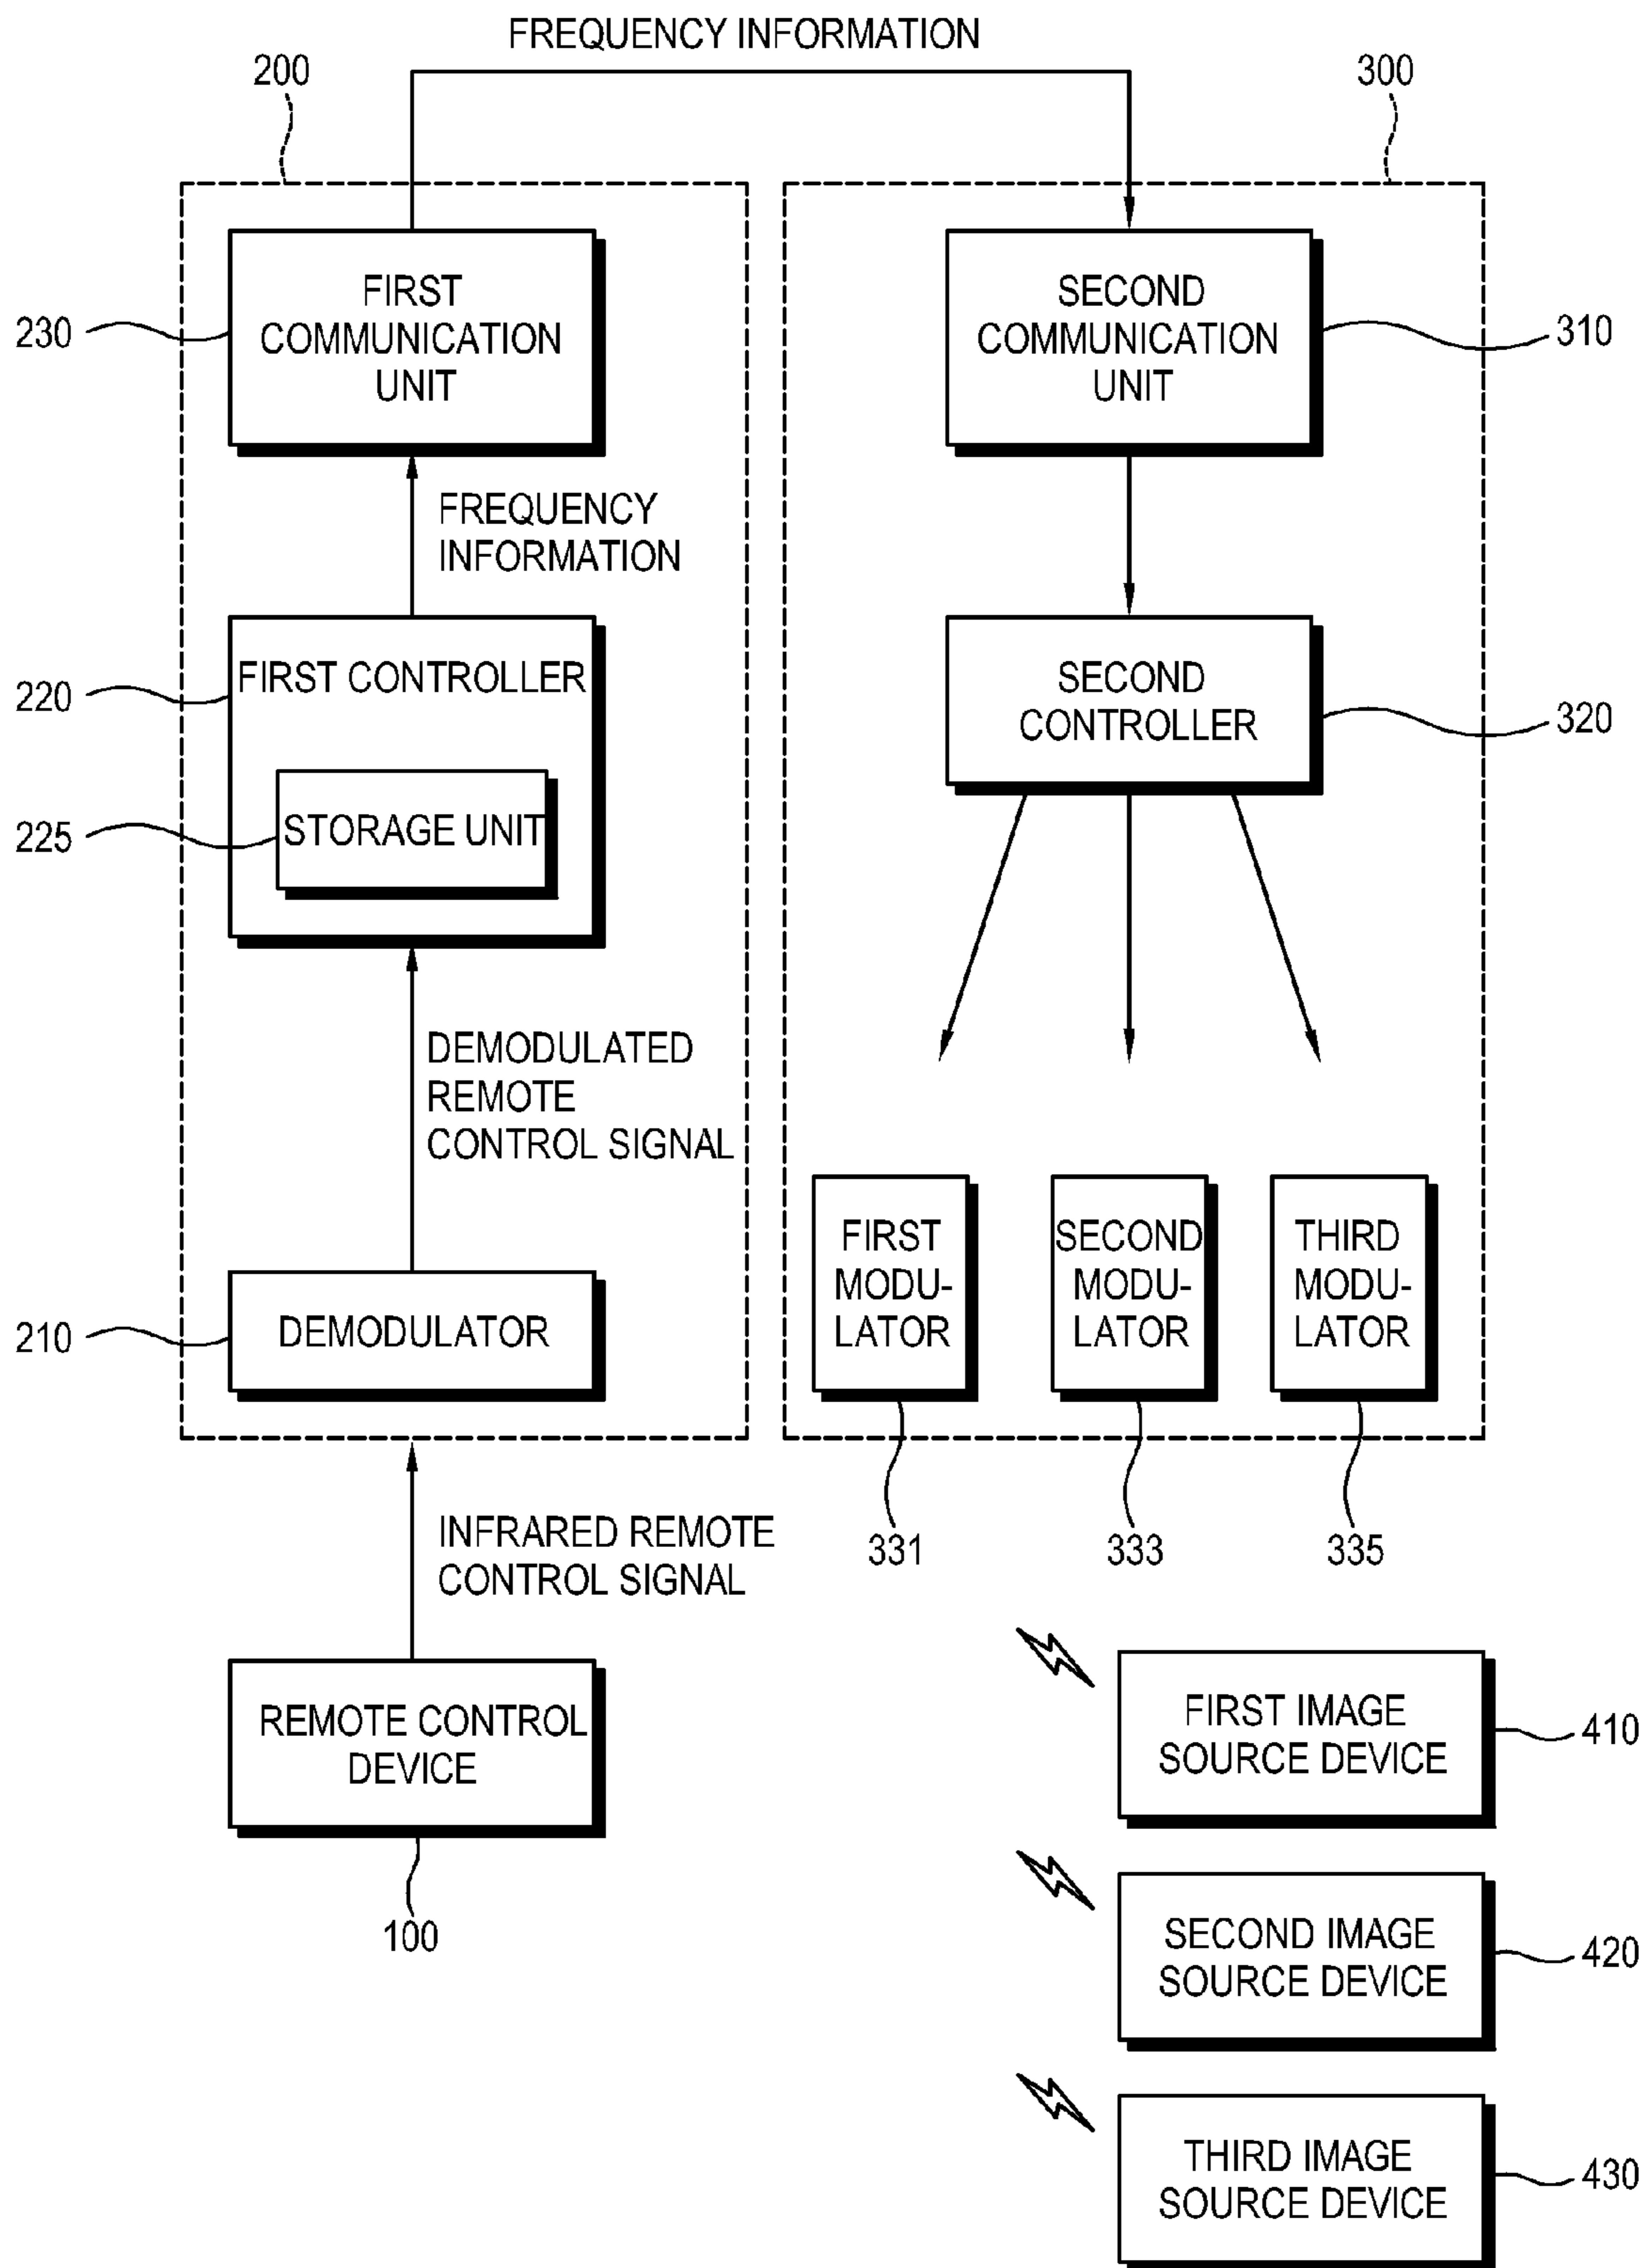 FREQUENCY INFORMATION
200
300
FIRST
COMMUNICATION
UNIT
230
SECOND
COMMUNICATION
UNIT
310
FREQUENCY
INFORMATION
FIRST CONTROLLER
220
STORAGE UNIT
225
SECOND
CONTROLLER
320
DEMODULATED
REMOTE
CONTROL SIGNAL
DEMODULATOR
210
FIRST
MODU-
LATOR
SECOND
MODU-
LATOR
THIRD
MODU-
LATOR
331
333
335
INFRARED REMOTE
CONTROL SIGNAL
REMOTE CONTROL
DEVICE
100
FIRST IMAGE
SOURCE DEVICE
410
SECOND IMAGE
SOURCE DEVICE
420
THIRD IMAGE
SOURCE DEVICE
430